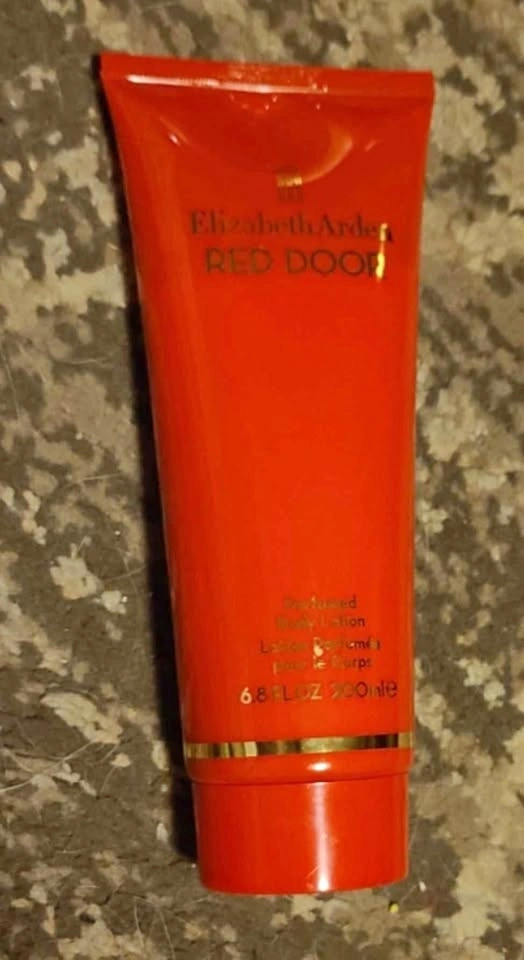 Elizabeth Arden
RED DOOR
Perfumed
Body Lotion
Lotion Parfumée
pour le Corps
6.8 FL.OZ 200ml e